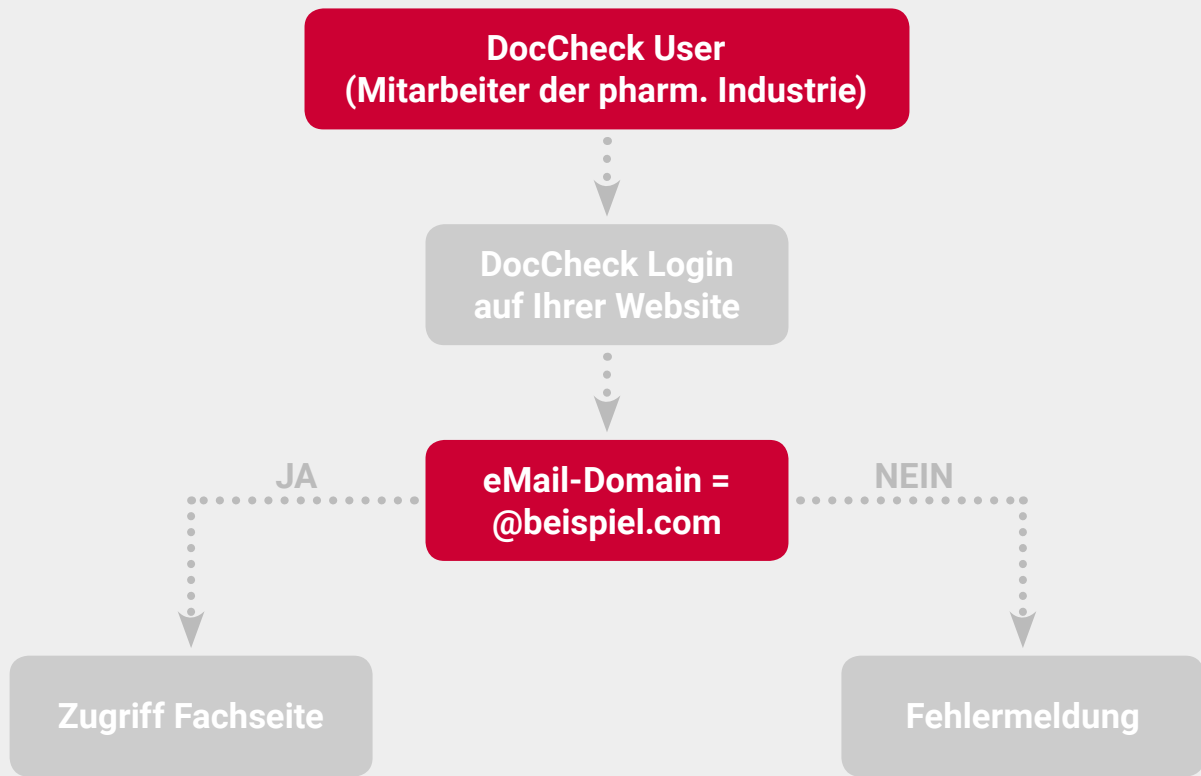 DocCheck User
(Mitarbeiter der pharm. Industrie)
DocCheck Login
auf Ihrer Website
JA
eMail-Domain =
@beispiel.com
NEIN
Zugriff Fachseite
Fehlermeldung